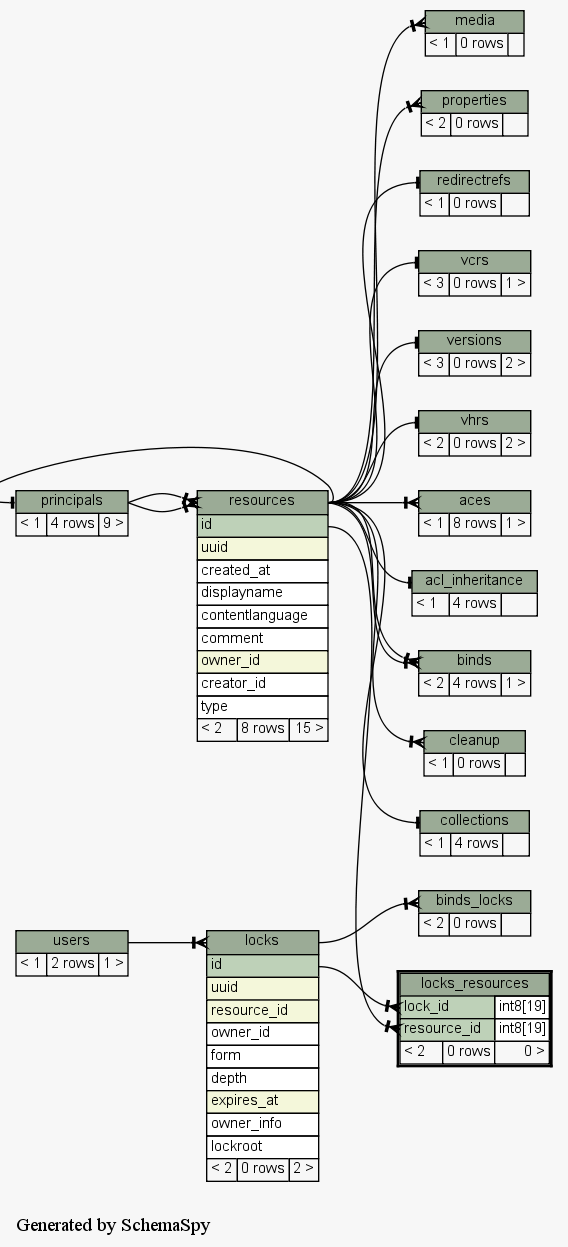 media
< 1 0 rows
properties
< 2 0 rows
redirectrefs
< 1 0 rows
vcrs
< 3 0 rows 1 >
versions
< 3 0 rows 2 >
vhrs
< 2 0 rows 2 >
principals
< 1 4 rows 9 >
resources
id
uuid
created_at
displayname
contentlanguage
comment
owner_id
creator_id
type
< 2 8 rows 15 >
aces
< 1 8 rows 1 >
acl_inheritance
< 1 4 rows
binds
< 2 4 rows 1 >
cleanup
< 1 0 rows
collections
< 1 4 rows
binds_locks
< 2 0 rows
users
< 1 2 rows 1 >
locks
id
uuid
resource_id
owner_id
form
depth
expires_at
owner_info
lockroot
< 2 0 rows 2 >
locks_resources
lock_id int8[19]
resource_id int8[19]
< 2 0 rows 0 >
Generated by SchemaSpy